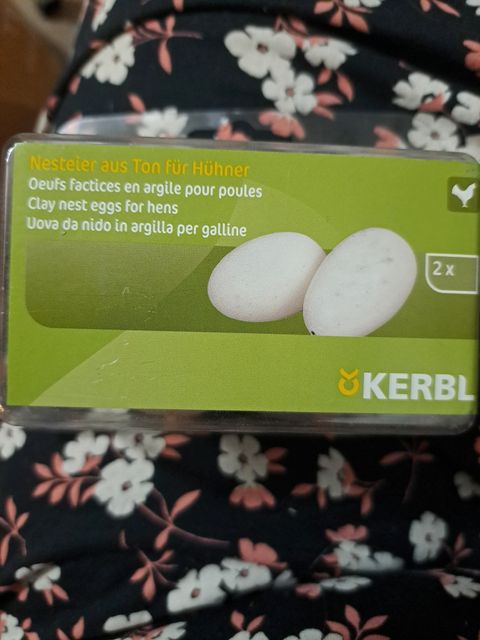 Nesteier aus Ton für Hühner
Oeufs factices en argile pour poules
Clay nest eggs for hens
Uova da nido in argilla per galline
2 x
KERBL